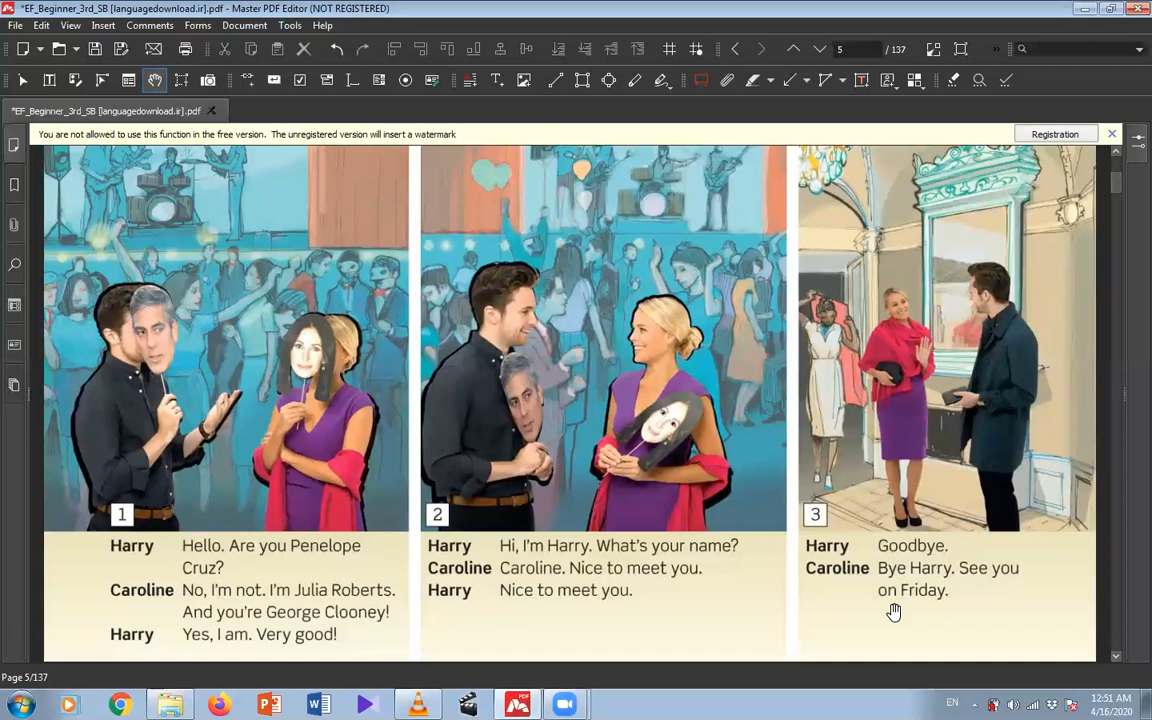 *EF_Beginner_3rd_SB [languagedownload.ir].pdf - Master PDF Editor (NOT REGISTERED)
File Edit View Insert Comments Forms Document Tools Help
5 / 137
*EF_Beginner_3rd_SB [languagedownload.ir].pdf
You are not allowed to use this function in the free version. The unregistered version will insert a watermark
Registration
1
Harry Hello. Are you Penelope
Cruz?
Caroline No, I'm not. I'm Julia Roberts.
And you're George Clooney!
Harry Yes, I am. Very good!
2
Harry Hi, I'm Harry. What's your name?
Caroline Caroline. Nice to meet you.
Harry Nice to meet you.
3
Harry Goodbye.
Caroline Bye Harry. See you
on Friday.
Page 5/137
EN
12:51 AM
4/16/2020